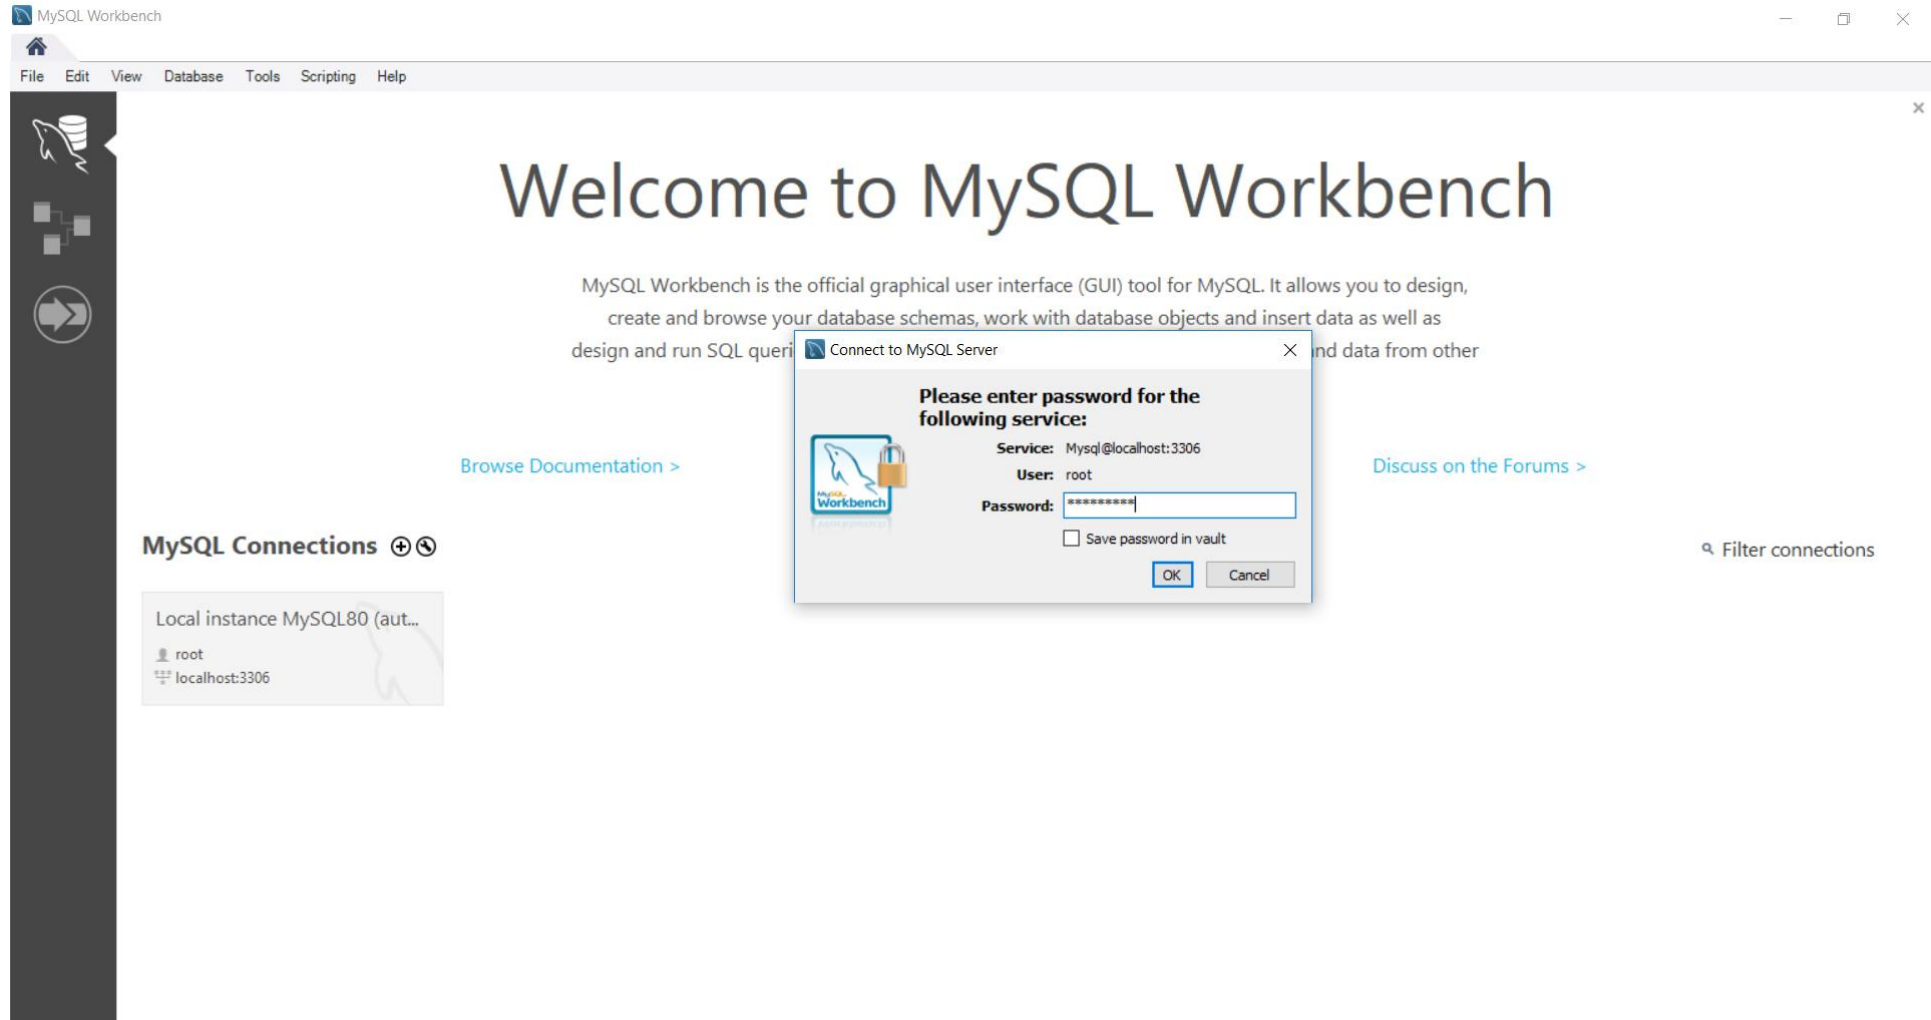 MySQL Workbench
File Edit View Database Tools Scripting Help
Welcome to MySQL Workbench
MySQL Workbench is the official graphical user interface (GUI) tool for MySQL. It allows you to design,
create and browse your database schemas, work with database objects and insert data as well as
design and run SQL queri
nd data from other
Browse Documentation >
Discuss on the Forums >
Connect to MySQL Server
Please enter password for the
following service:
Service: Mysql@localhost:3306
User: root
Password: *********
Save password in vault
OK Cancel
MySQL
Workbench
MySQL Connections
Filter connections
Local instance MySQL80 (aut...
root
localhost:3306